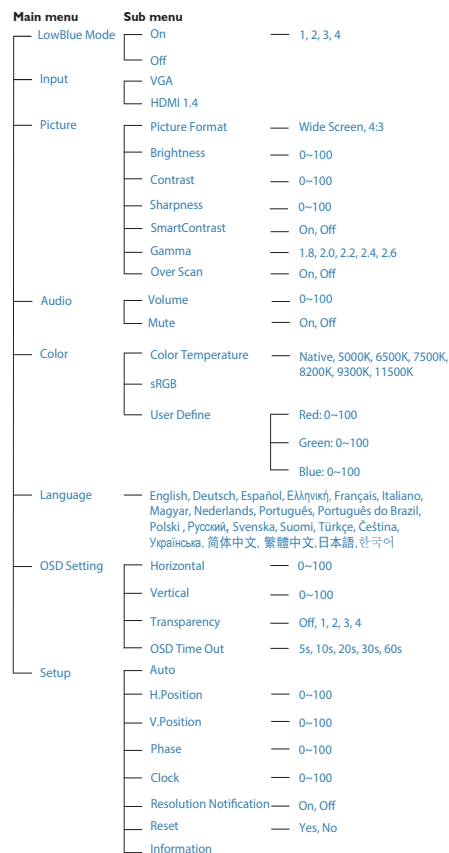 Main menu Sub menu
LowBlue Mode On 1, 2, 3, 4
Off
Input VGA
HDMI 1.4
Picture Picture Format Wide Screen, 4:3
Brightness 0~100
Contrast 0~100
Sharpness 0~100
SmartContrast On, Off
Gamma 1.8, 2.0, 2.2, 2.4, 2.6
Over Scan On, Off
Audio Volume 0~100
Mute On, Off
Color Color Temperature Native, 5000K, 6500K, 7500K,
8200K, 9300K, 11500K
sRGB
User Define Red: 0~100
Green: 0~100
Blue: 0~100
Language English, Deutsch, Español, Ελληνική, Français, Italiano,
Magyar, Nederlands, Português, Português do Brazil,
Polski , Русский, Svenska, Suomi, Türkçe, Čeština,
Українська, 简体中文, 繁體中文,日本語,한국어
OSD Setting Horizontal 0~100
Vertical 0~100
Transparency Off, 1, 2, 3, 4
OSD Time Out 5s, 10s, 20s, 30s, 60s
Setup Auto
H.Position 0~100
V.Position 0~100
Phase 0~100
Clock 0~100
Resolution Notification On, Off
Reset Yes, No
Information